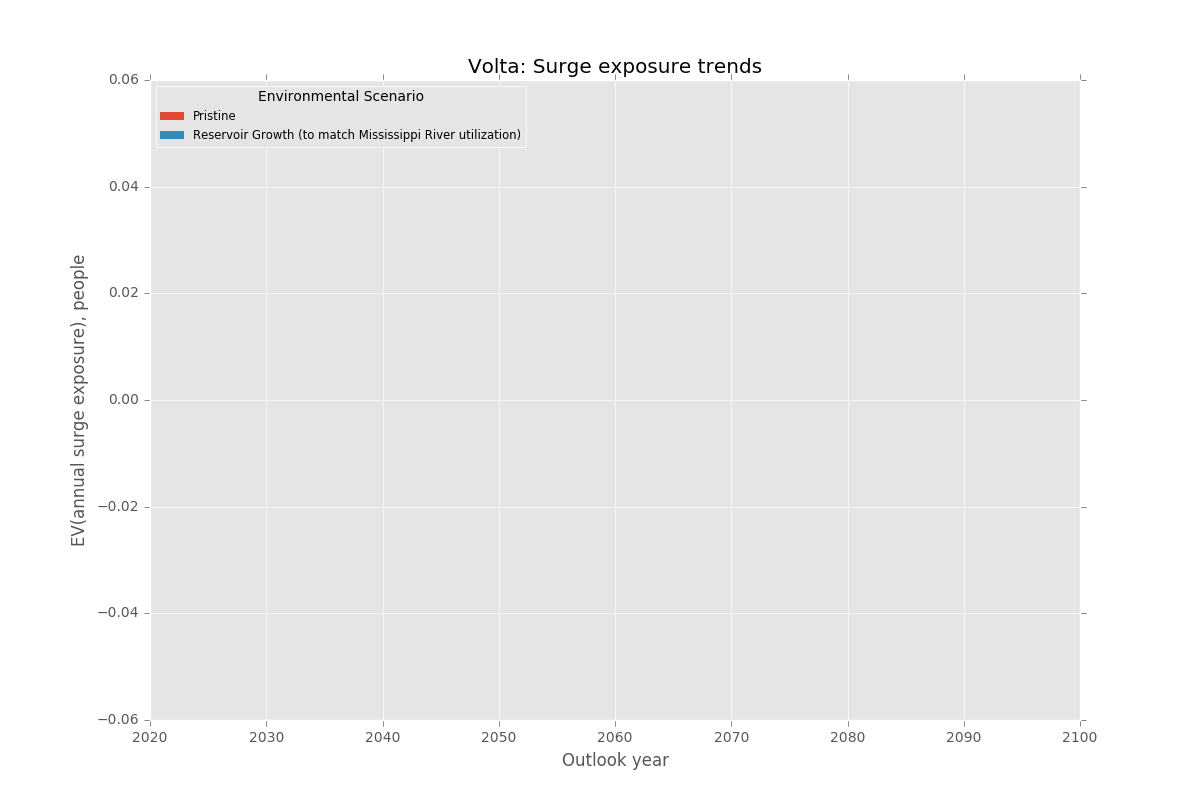 Volta: Surge exposure trends
0.06
Environmental Scenario
Pristine
Reservoir Growth (to match Mississippi River utilization)
0.04
0.02
0.00
−0.02
−0.04
−0.06
EV(annual surge exposure), people
2020 2030 2040 2050 2060 2070 2080 2090 2100
Outlook year